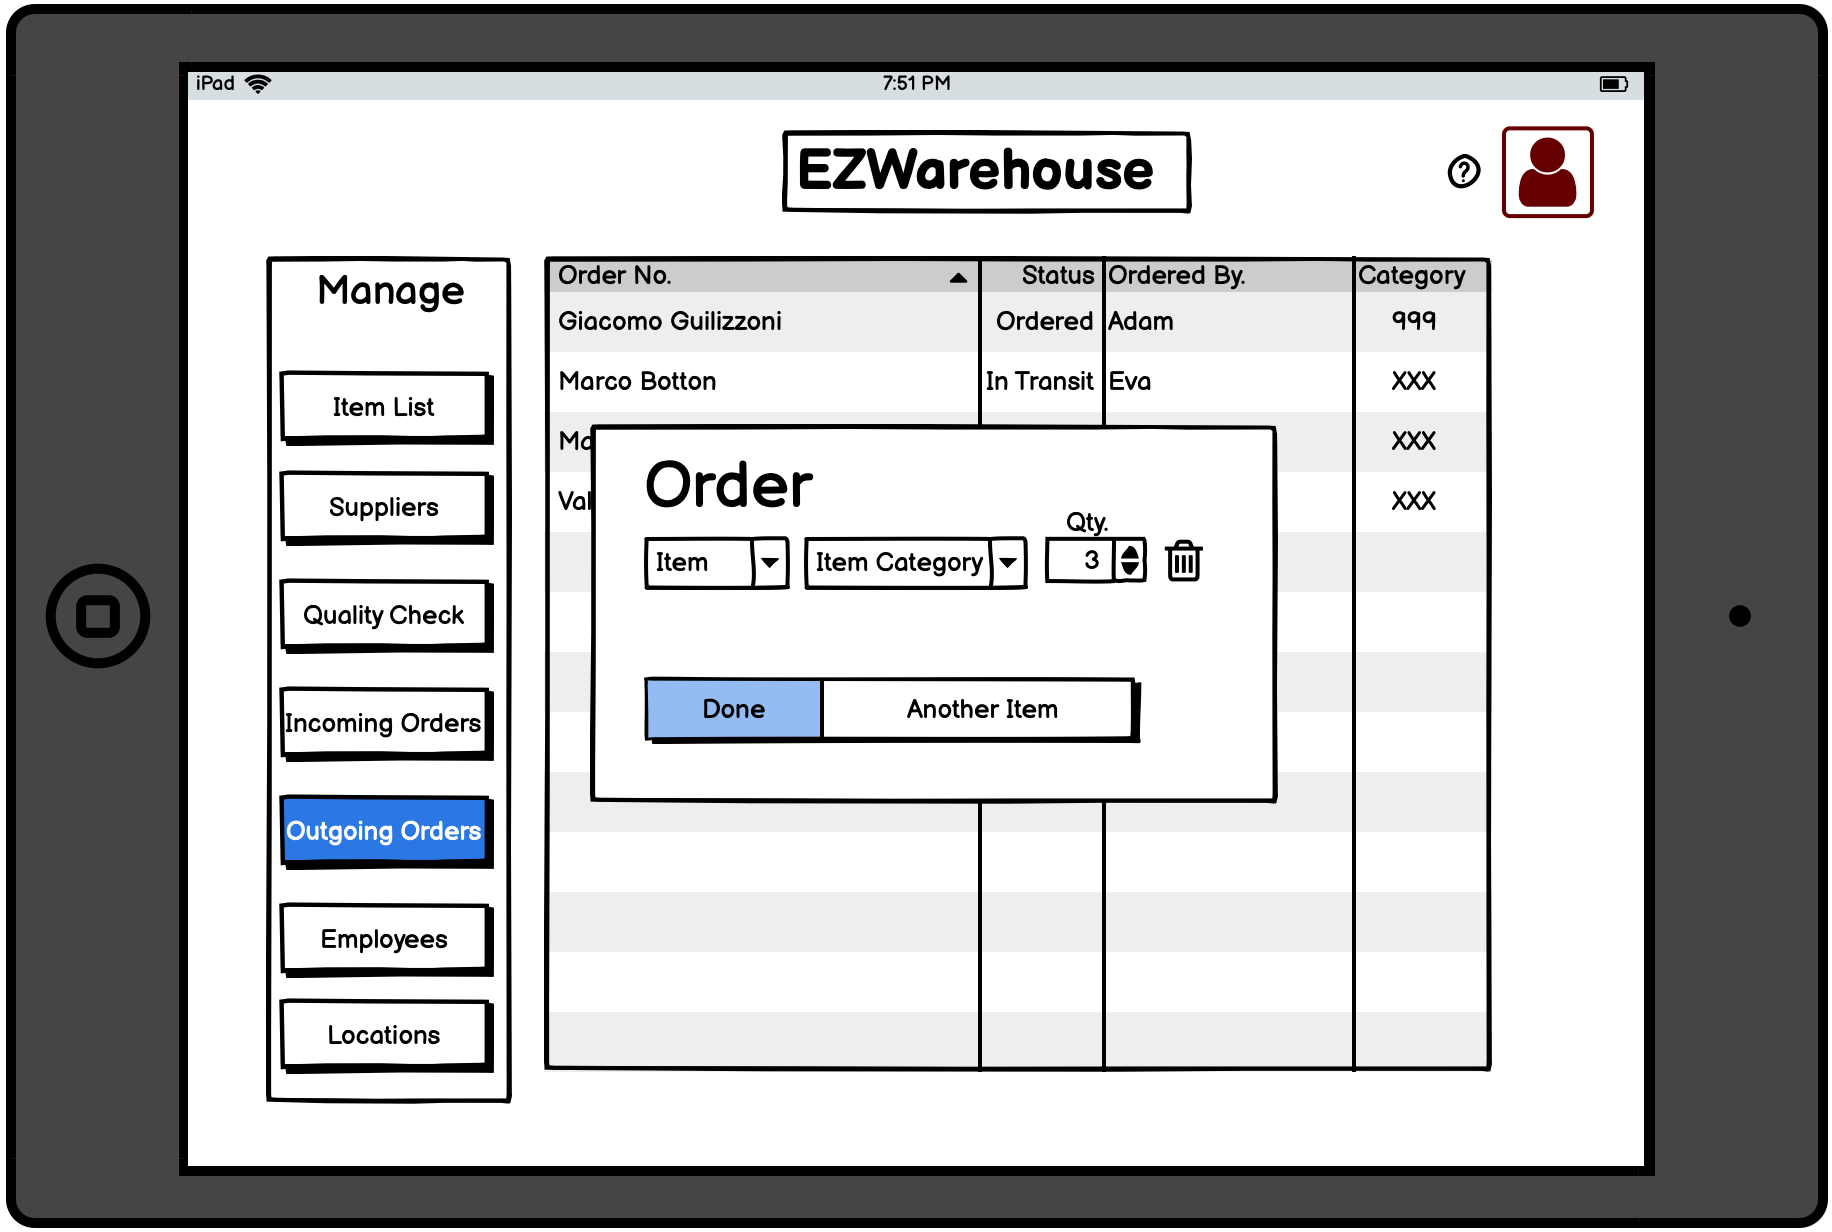 iPad
7:51 PM
EZWarehouse
?
Manage
Item List
Suppliers
Quality Check
Incoming Orders
Outgoing Orders
Employees
Locations
Order No. Status Ordered By. Category
Giacomo Guilizzoni Ordered Adam 999
Marco Botton In Transit Eva XXX
XXX
XXX
Order
Qty.
Item Item Category 3
Done Another Item